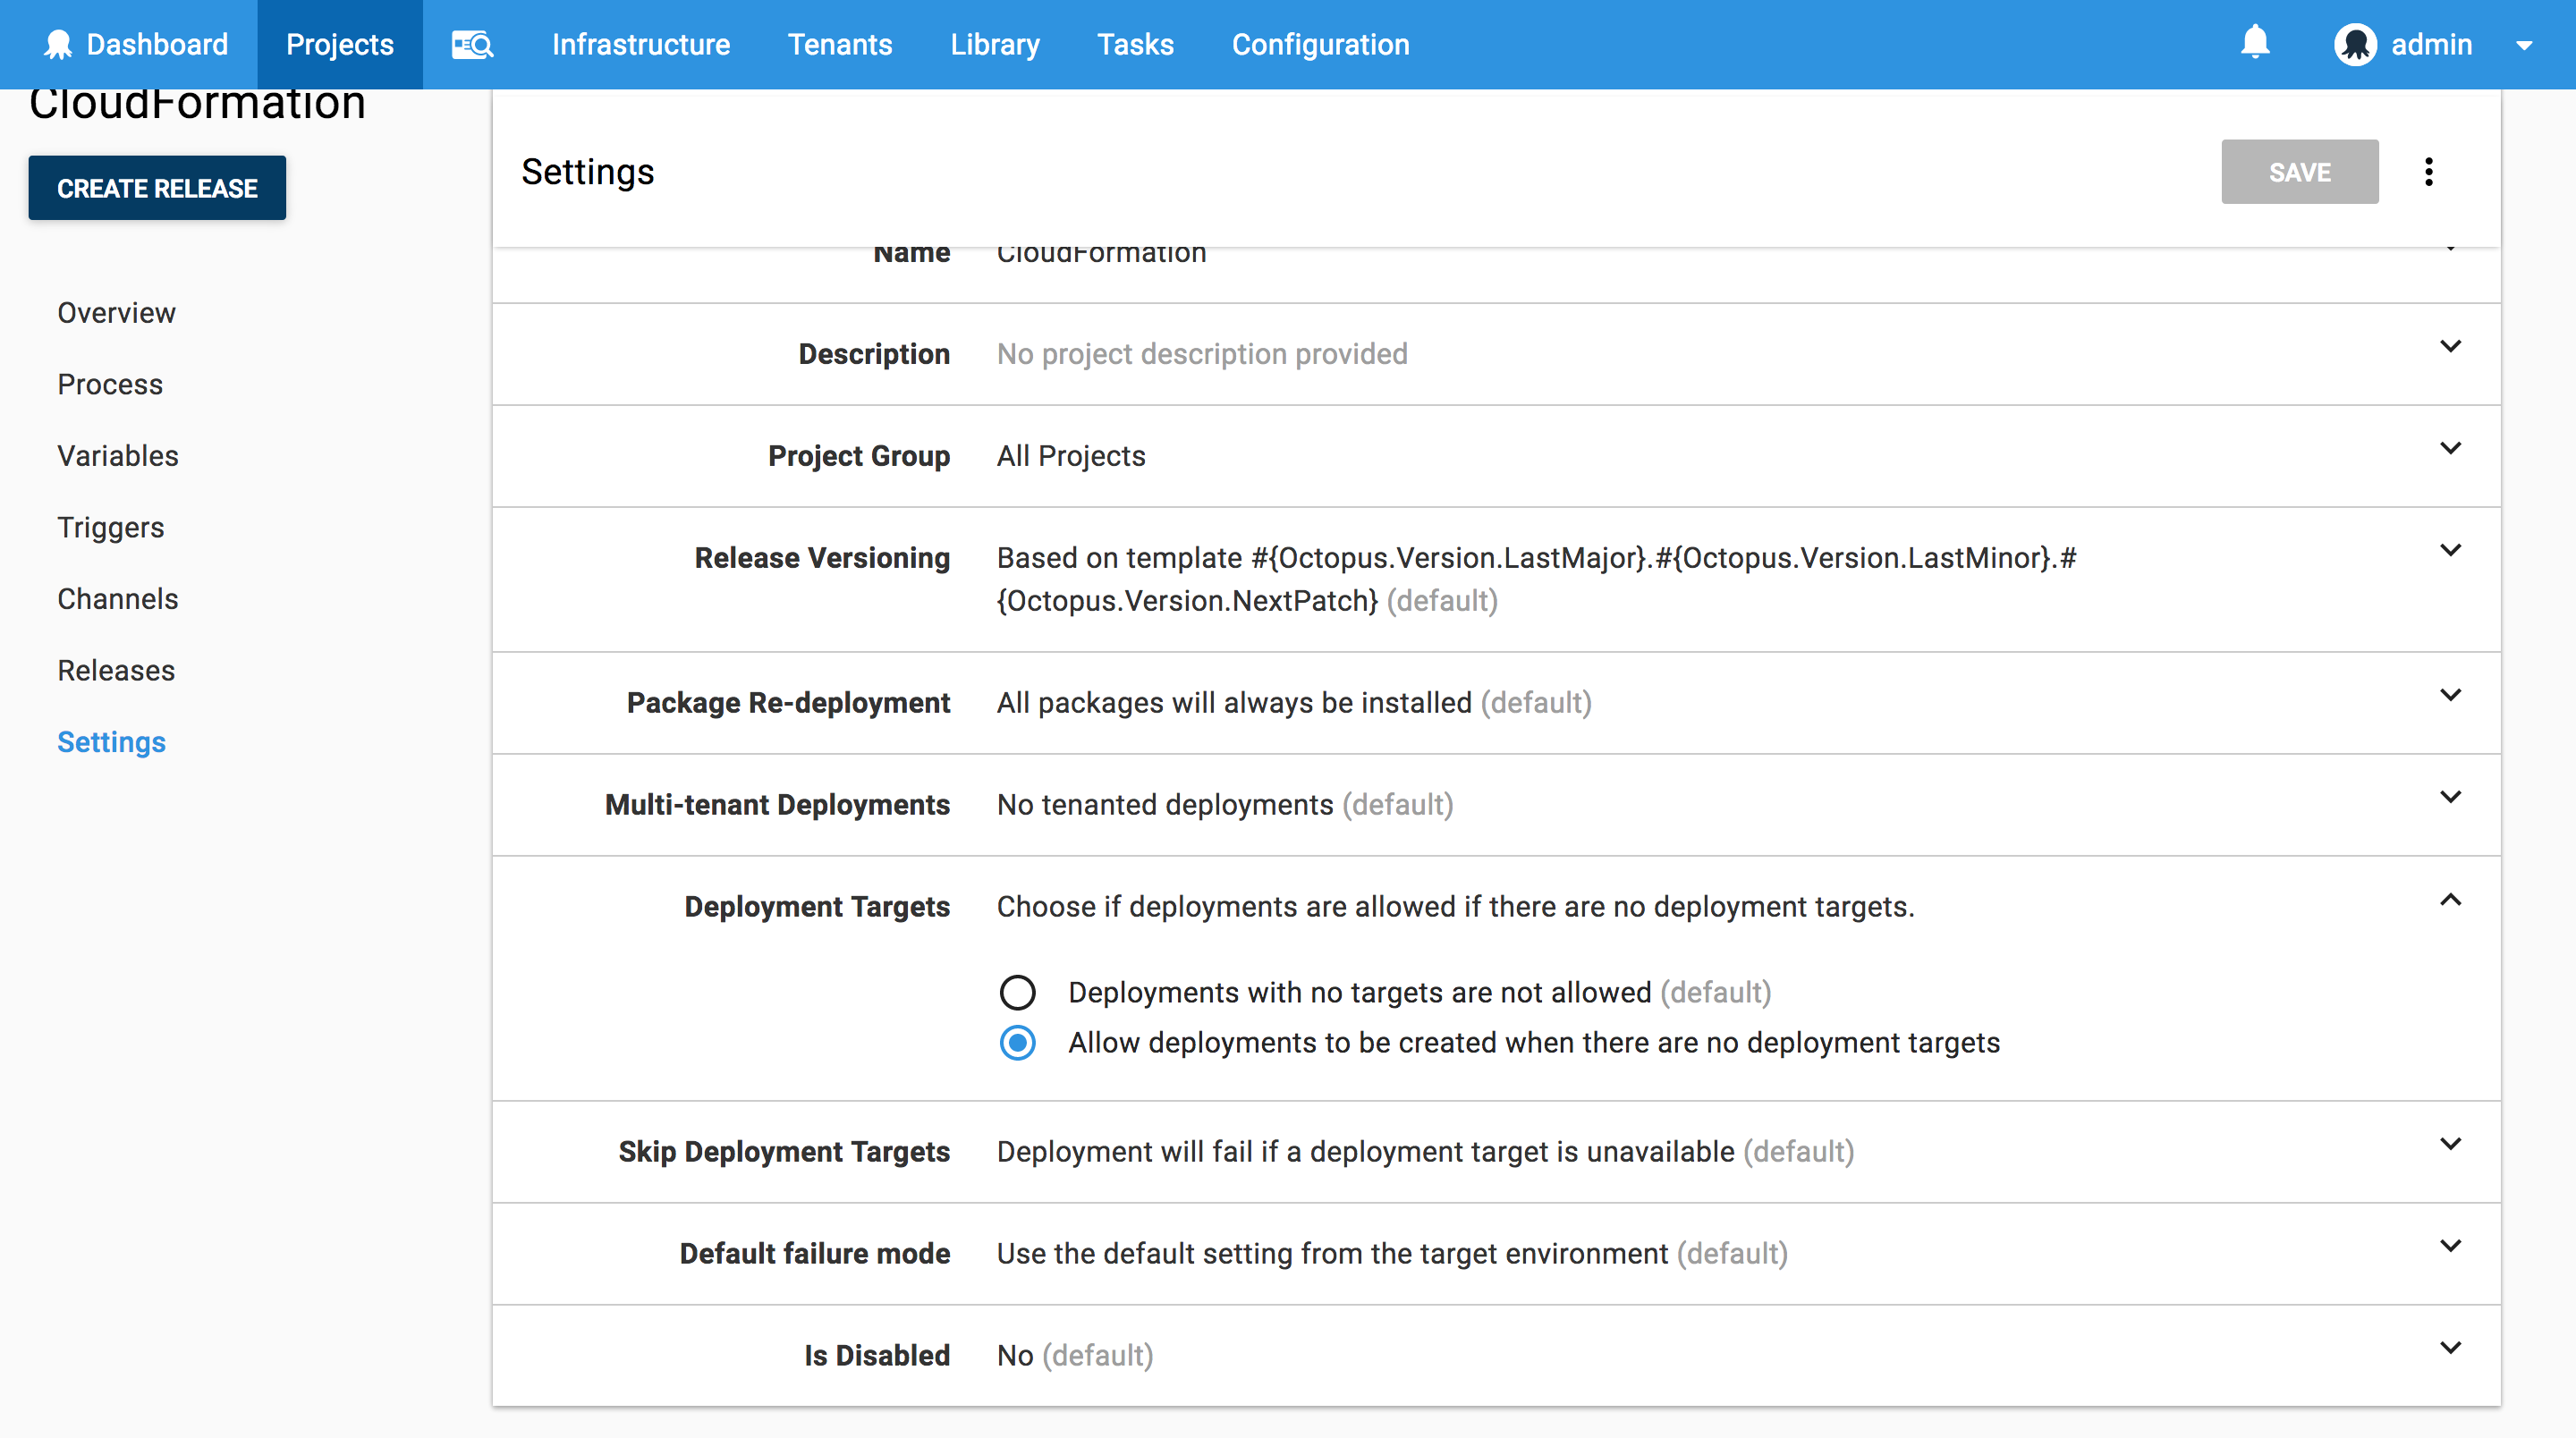 Dashboard
Projects
Infrastructure
Tenants
Library
Tasks
Configuration
admin
CloudFormation
CREATE RELEASE
Overview
Process
Variables
Triggers
Channels
Releases
Settings
Settings
SAVE
Name CloudFormation
Description No project description provided
Project Group All Projects
Release Versioning Based on template #{Octopus.Version.LastMajor}.#{Octopus.Version.LastMinor}.#
{Octopus.Version.NextPatch} (default)
Package Re-deployment All packages will always be installed (default)
Multi-tenant Deployments No tenanted deployments (default)
Deployment Targets Choose if deployments are allowed if there are no deployment targets.
Deployments with no targets are not allowed (default)
Allow deployments to be created when there are no deployment targets
Skip Deployment Targets Deployment will fail if a deployment target is unavailable (default)
Default failure mode Use the default setting from the target environment (default)
Is Disabled No (default)